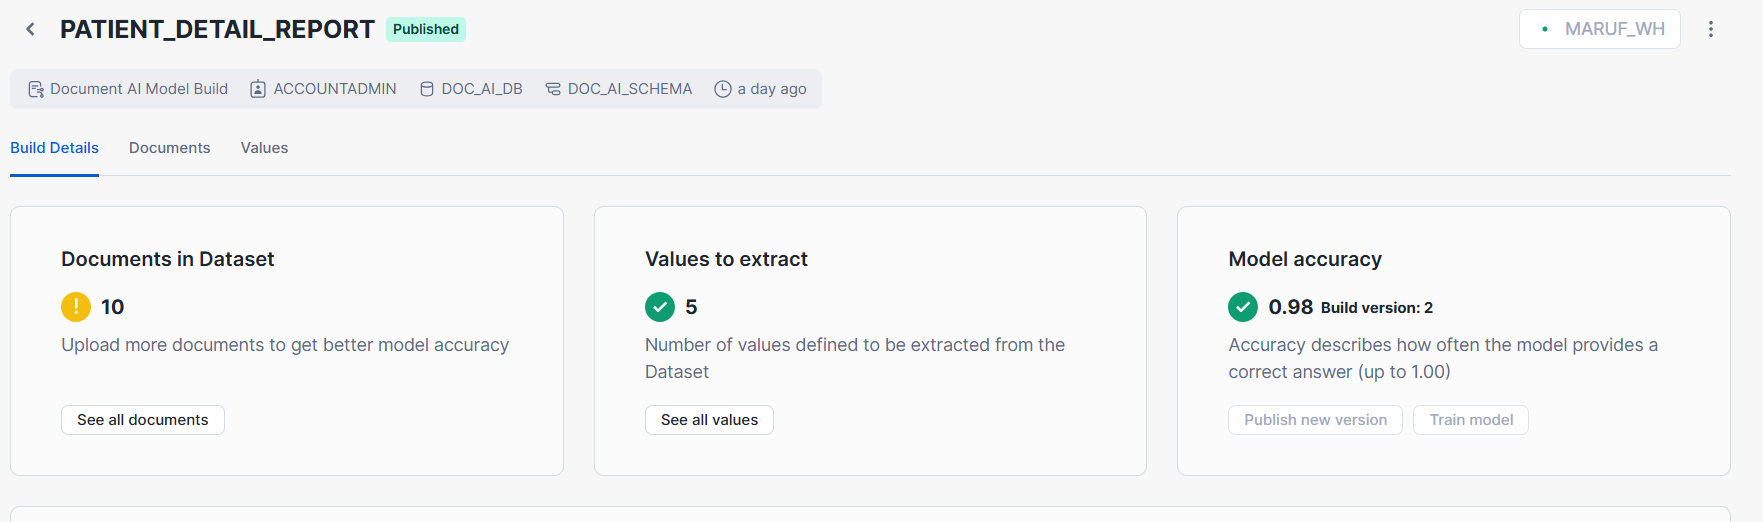 PATIENT_DETAIL_REPORT Published MARUF_WH
Document AI Model Build ACCOUNTADMIN DOC_AI_DB DOC_AI_SCHEMA a day ago
Build Details Documents Values
Documents in Dataset
10
Upload more documents to get better model accuracy
See all documents
Values to extract
5
Number of values defined to be extracted from the
Dataset
See all values
Model accuracy
0.98 Build version: 2
Accuracy describes how often the model provides a
correct answer (up to 1.00)
Publish new version Train model